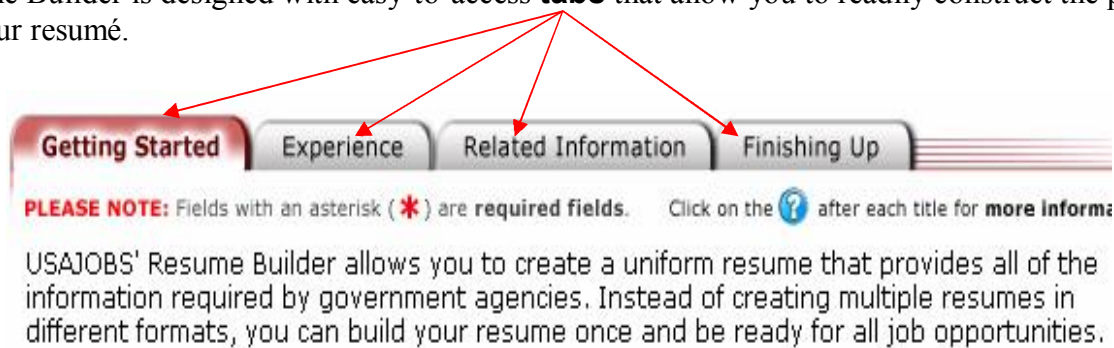 Builder is designed with easy-to-access tabs that allow you to readily construct the
resumé.
Getting Started Experience Related Information Finishing Up
PLEASE NOTE: Fields with an asterisk (*) are required fields. Click on the ? after each title for more
USAJOBS' Resume Builder allows you to create a uniform resume that provides all of the
information required by government agencies. Instead of creating multiple resumes in
different formats, you can build your resume once and be ready for all job opportunities.